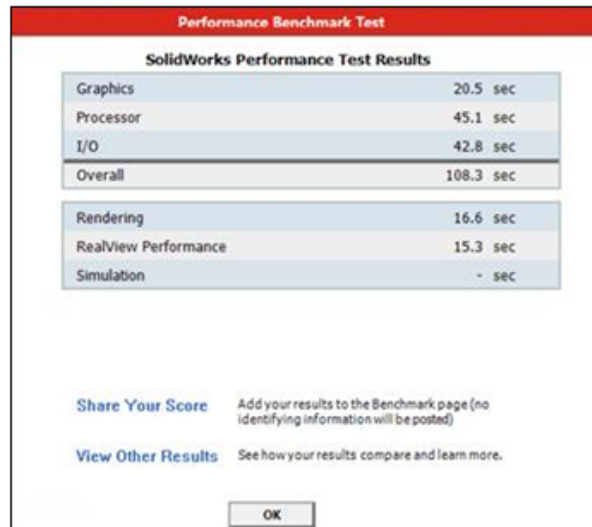 Performance Benchmark Test
SolidWorks Performance Test Results
Graphics 20.5 sec
Processor 45.1 sec
I/O 42.8 sec
Overall 108.3 sec
Rendering 16.6 sec
RealView Performance 15.3 sec
Simulation - sec
Share Your Score Add your results to the Benchmark page (no
identifying information will be posted)
View Other Results See how your results compare and learn more.
OK